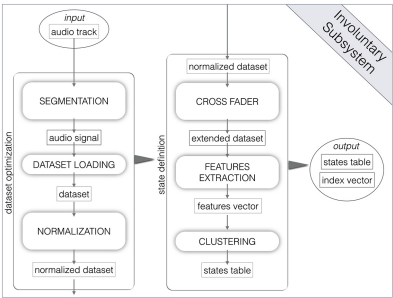 input
audio track
dataset optimization
SEGMENTATION
audio signal
DATASET LOADING
dataset
NORMALIZATION
normalized dataset
state definition
normalized dataset
CROSS FADER
extended dataset
FEATURES
EXTRACTION
features vector
CLUSTERING
states table
Involuntary
Subsystem
output
states table
index vector